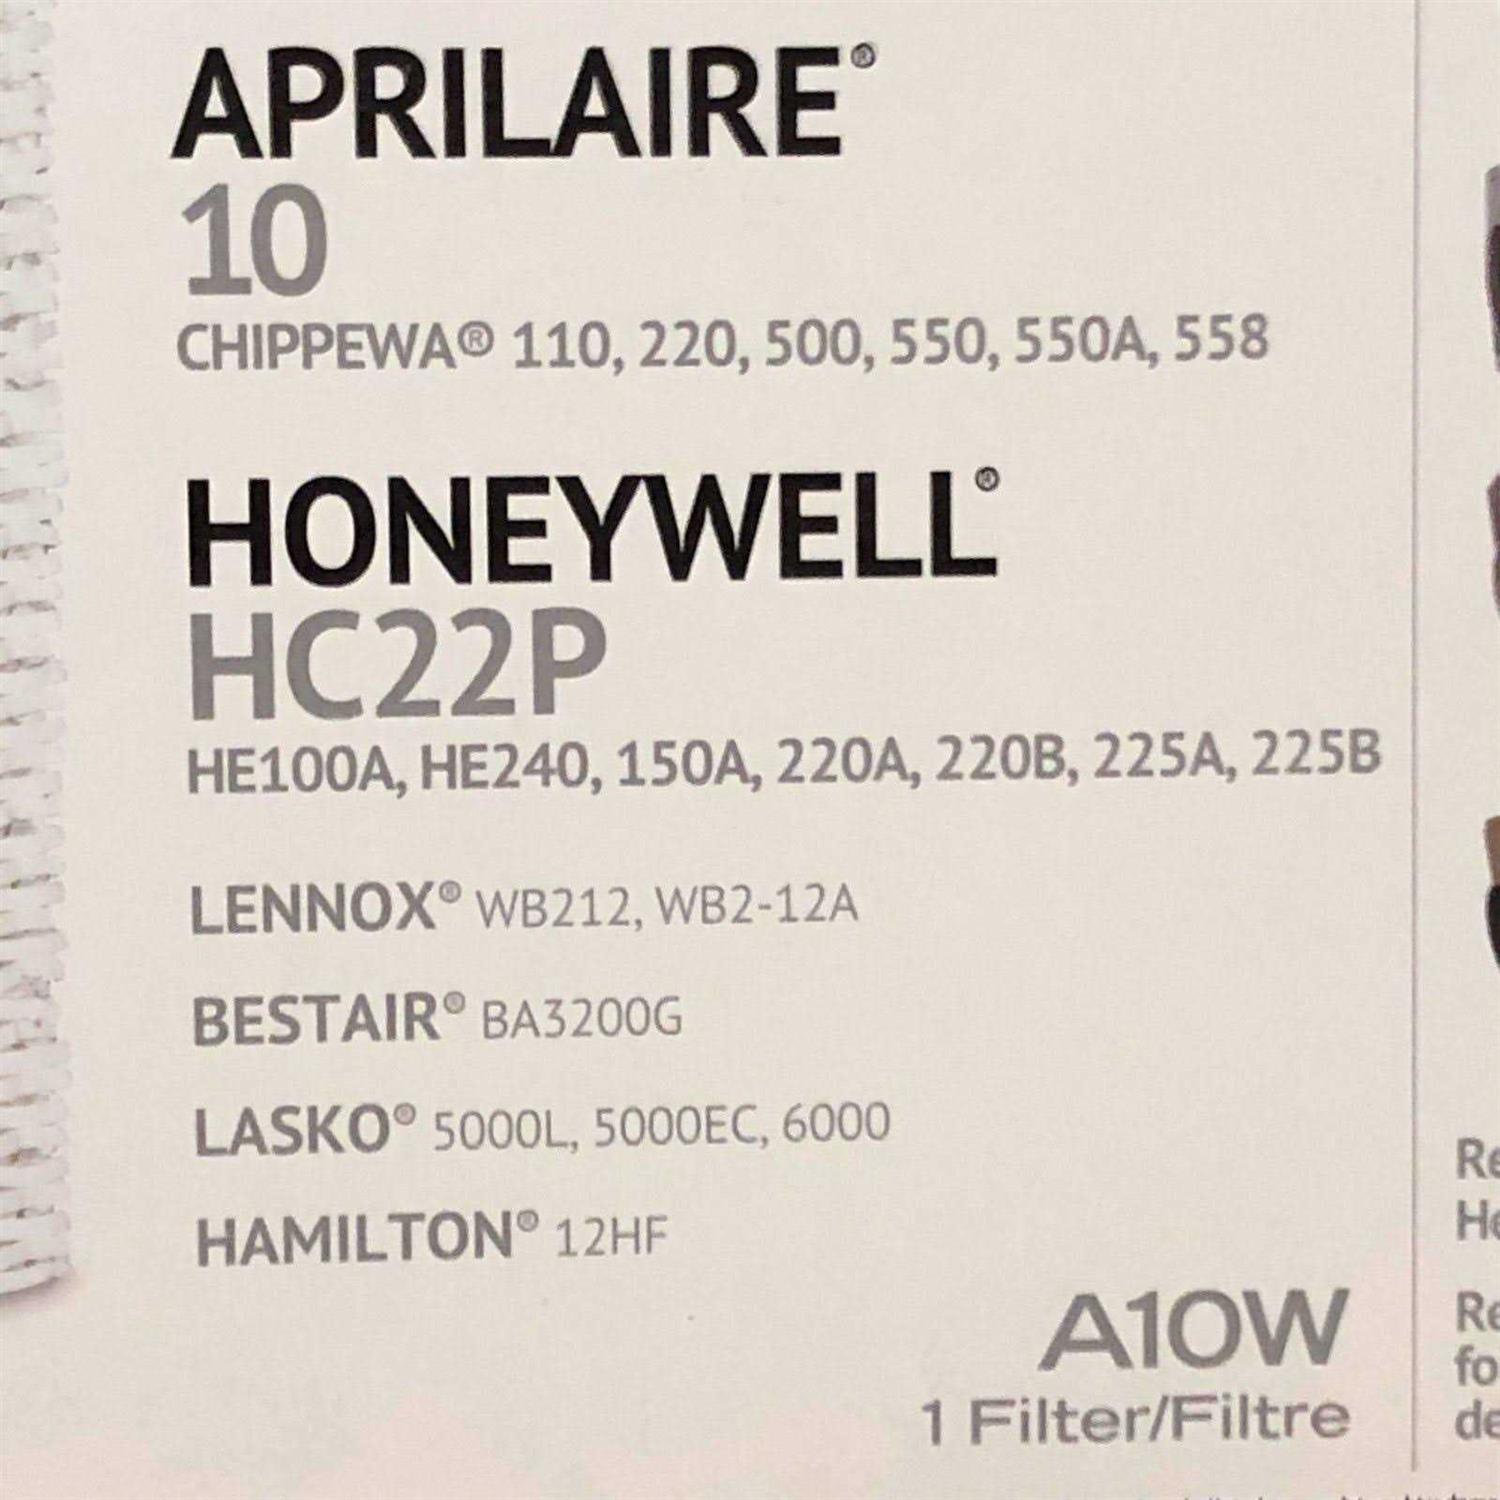 APRILAIRE®
10
CHIPPEWA® 110, 220, 500, 550, 550A, 558
HONEYWELL®
HC22P
HE100A, HE240, 150A, 220A, 220B, 225A, 225B
LENNOX® WB212, WB2-12A
BESTAIR® BA3200G
LASKO® 5000L, 5000EC, 6000
HAMILTON® 12HF
A10W
1 Filter/Filtre